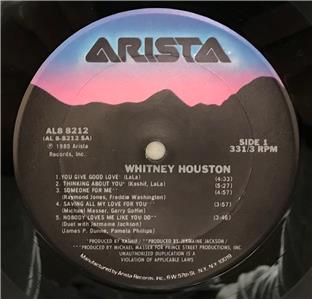 ARISTA
AL8 8212
(AL 8-8212 SA)
℗ 1985 Arista
Records, Inc.
SIDE 1
33 1/3 RPM
WHITNEY HOUSTON
1. YOU GIVE GOOD LOVE' (LaLa) (4:33)
2. THINKING ABOUT YOU' (Kashif, LaLa) (5:27)
3. SOMEONE FOR ME'' (4:57)
(Raymond Jones, Freddie Washington)
4. SAVING ALL MY LOVE FOR YOU''' (3:57)
(Michael Masser, Gerry Goffin)
5. NOBODY LOVES ME LIKE YOU DO'' (3:46)
(Duet with Jermaine Jackson)
(James P. Dunne, Pamela Phillips)
'PRODUCED BY KASHIF/ ''PRODUCED BY JERMAINE JACKSON/
'''PRODUCED BY MICHAEL MASSER FOR PRINCE STREET PRODUCTIONS, INC.
UNAUTHORIZED DUPLICATION IS A
VIOLATION OF APPLICABLE LAWS
Manufactured by Arista Records, Inc., 6 W. 57th St., N.Y., N.Y. 10019